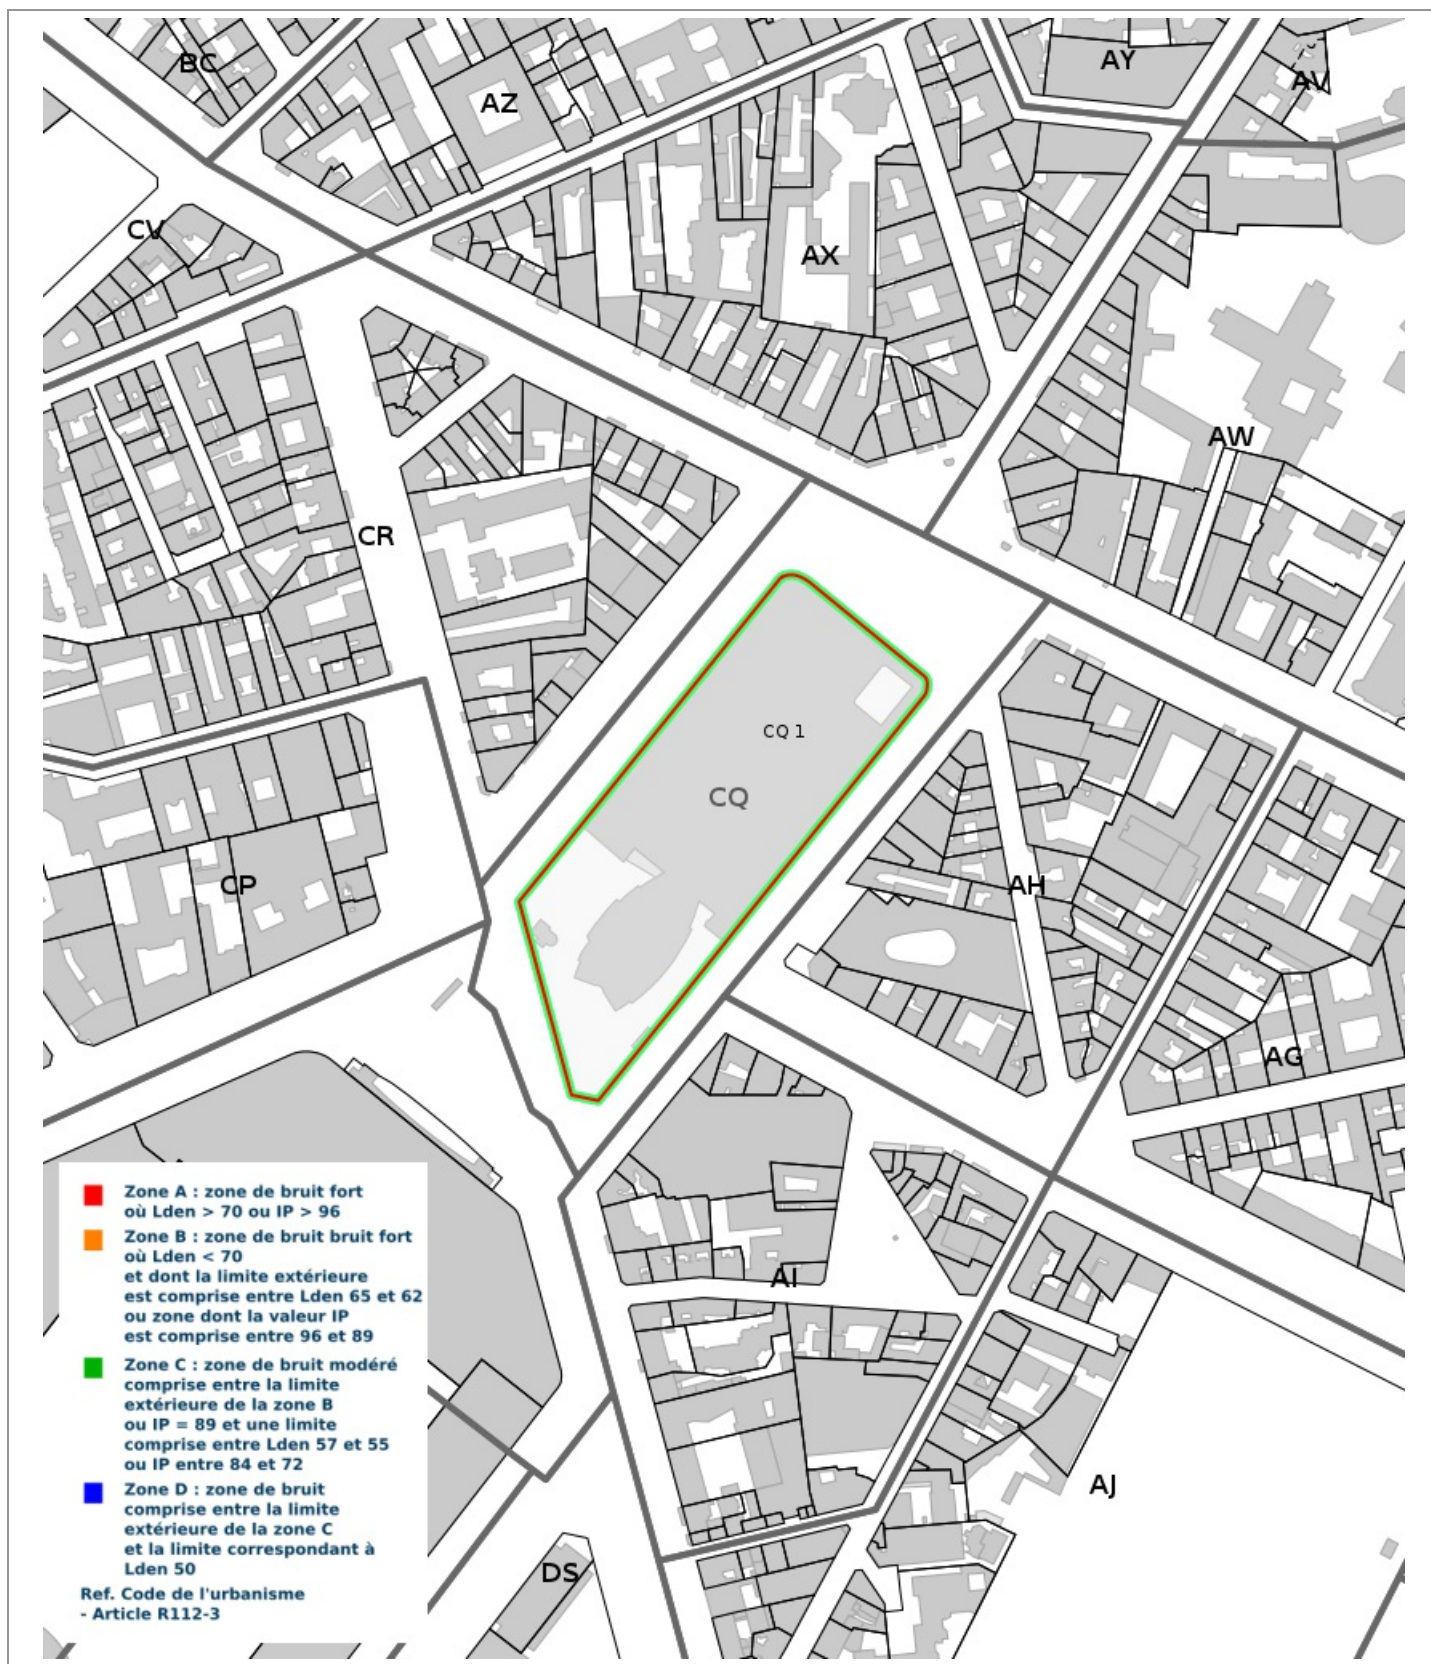 BC
AZ
AY
AV
CV
AX
AW
CR
CQ 1
CQ
CP
AH
AG
AI
AJ
DS
Zone A : zone de bruit fort
où Lden > 70 ou IP > 96
Zone B : zone de bruit bruit fort
où Lden < 70
et dont la limite extérieure
est comprise entre Lden 65 et 62
ou zone dont la valeur IP
est comprise entre 96 et 89
Zone C : zone de bruit modéré
comprise entre la limite
extérieure de la zone B
ou IP = 89 et une limite
comprise entre Lden 57 et 55
ou IP entre 84 et 72
Zone D : zone de bruit
comprise entre la limite
extérieure de la zone C
et la limite correspondant à
Lden 50
Ref. Code de l'urbanisme
- Article R112-3